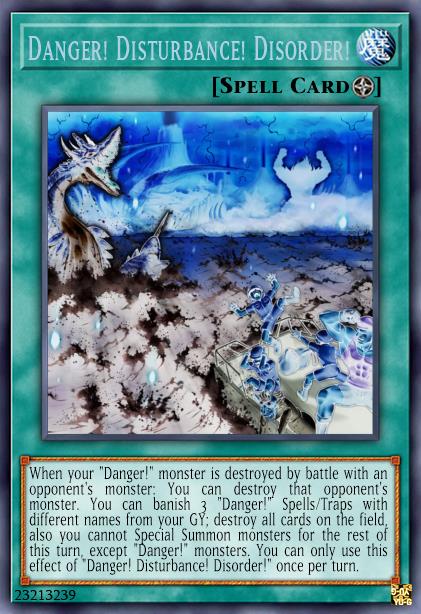 DANGER! DISTURBANCE! DISORDER!
魔
[SPELL CARD]
When your "Danger!" monster is destroyed by battle with an
opponent's monster: You can destroy that opponent's
monster. You can banish 3 "Danger!" Spells/Traps with
different names from your GY; destroy all cards on the field,
also you cannot Special Summon monsters for the rest of
this turn, except "Danger!" monsters. You can only use this
effect of "Danger! Disturbance! Disorder!" once per turn.
23213239